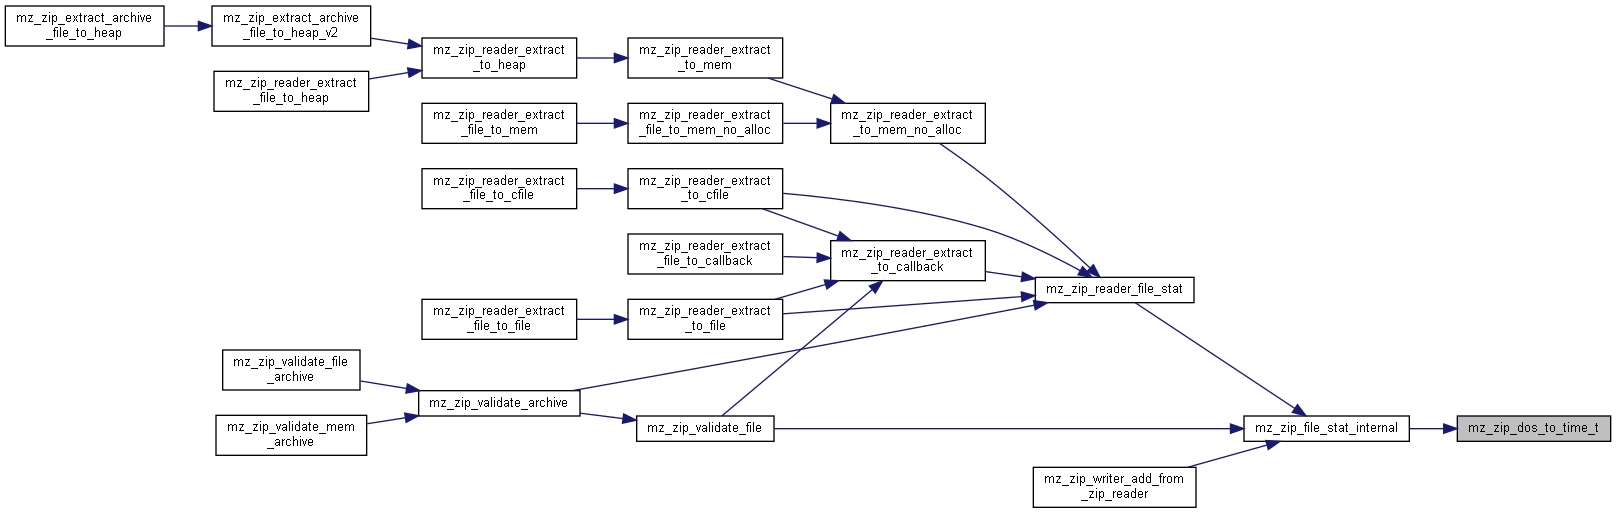 mz_zip_extract_archive
_file_to_heap
mz_zip_extract_archive
_file_to_heap_v2
mz_zip_reader_extract
_file_to_heap
mz_zip_reader_extract
_to_heap
mz_zip_reader_extract
_to_mem
mz_zip_reader_extract
_file_to_mem
mz_zip_reader_extract
_file_to_mem_no_alloc
mz_zip_reader_extract
_to_mem_no_alloc
mz_zip_reader_extract
_file_to_cfile
mz_zip_reader_extract
_to_cfile
mz_zip_reader_extract
_file_to_callback
mz_zip_reader_extract
_to_callback
mz_zip_reader_file_stat
mz_zip_reader_extract
_file_to_file
mz_zip_reader_extract
_to_file
mz_zip_validate_file
_archive
mz_zip_validate_mem
_archive
mz_zip_validate_archive
mz_zip_validate_file
mz_zip_file_stat_internal
mz_zip_dos_to_time_t
mz_zip_writer_add_from
_zip_reader